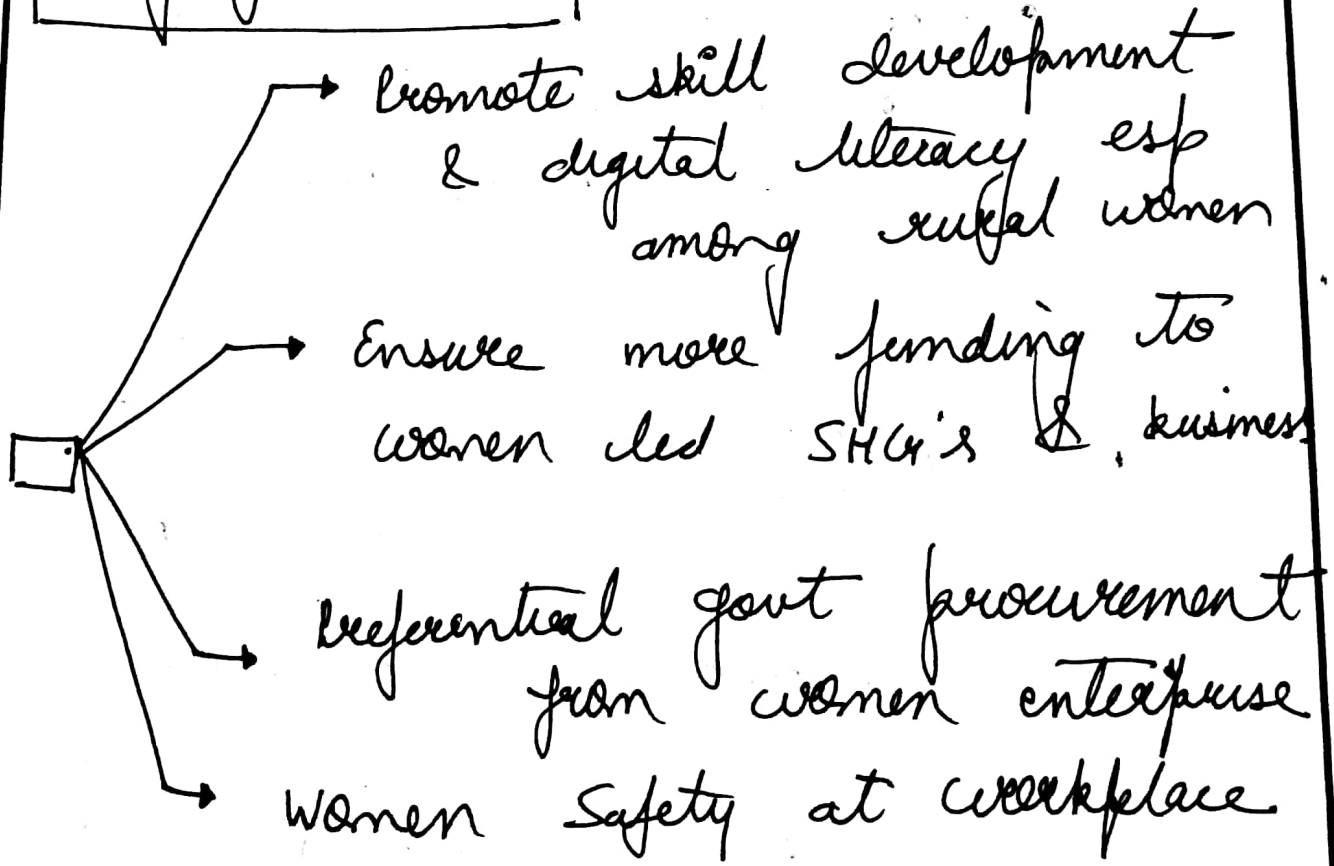 Promote skill development
& digital literacy esp
among rural women
Ensure more funding to
women led SHG's & business
Preferential govt procurement
from women enterprise
Women Safety at workplace